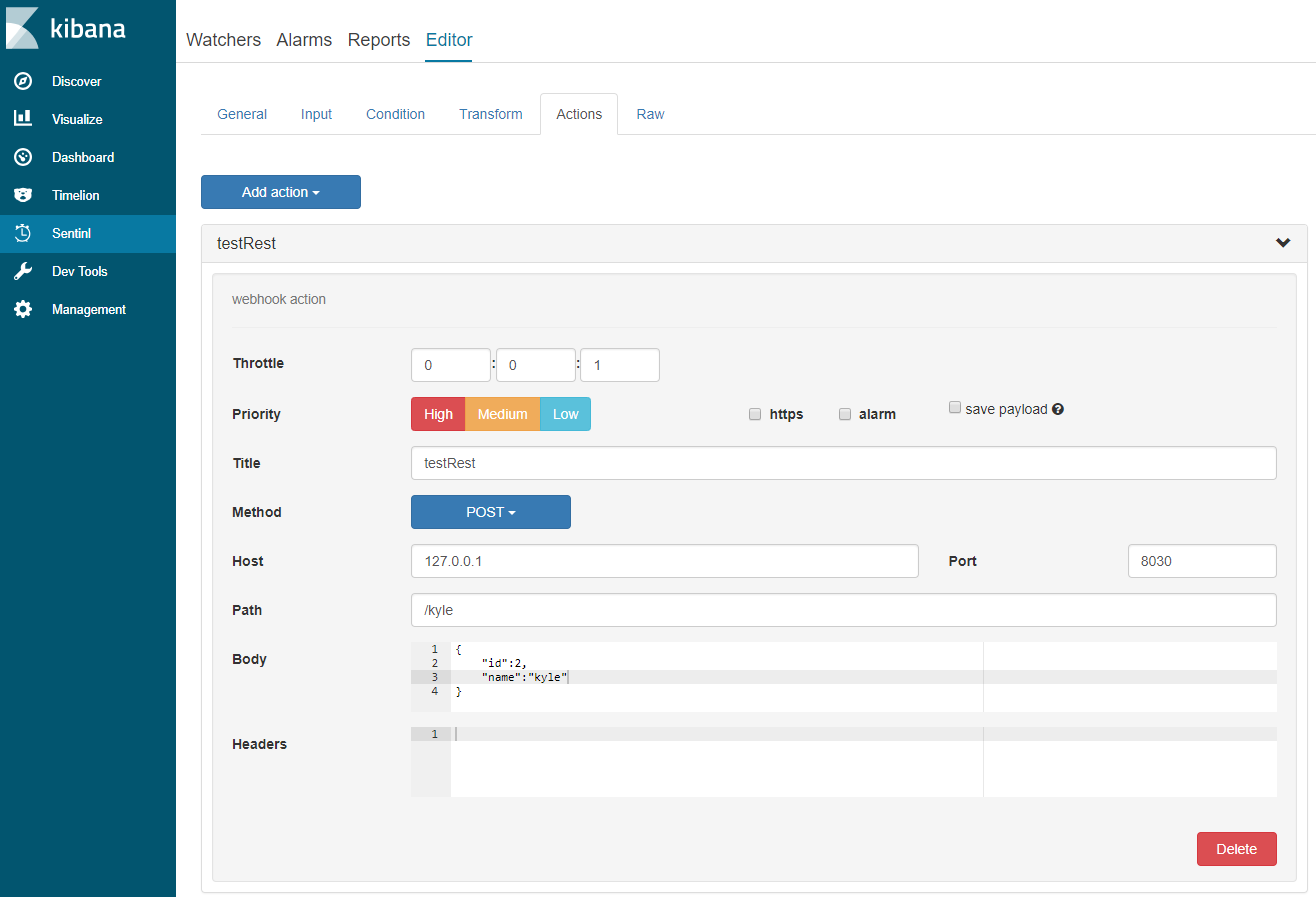 kibana
Discover
Visualize
Dashboard
Timelion
Sentinl
Dev Tools
Management
Watchers Alarms Reports Editor
General Input Condition Transform Actions Raw
Add action
testRest
webhook action
Throttle 0 : 0 : 1
Priority High Medium Low https alarm save payload ?
Title testRest
Method POST
Host 127.0.0.1 Port 8030
Path /kyle
Body
1 {
2 "id":2,
3 "name":"kyle"
4 }
Headers
1
Delete